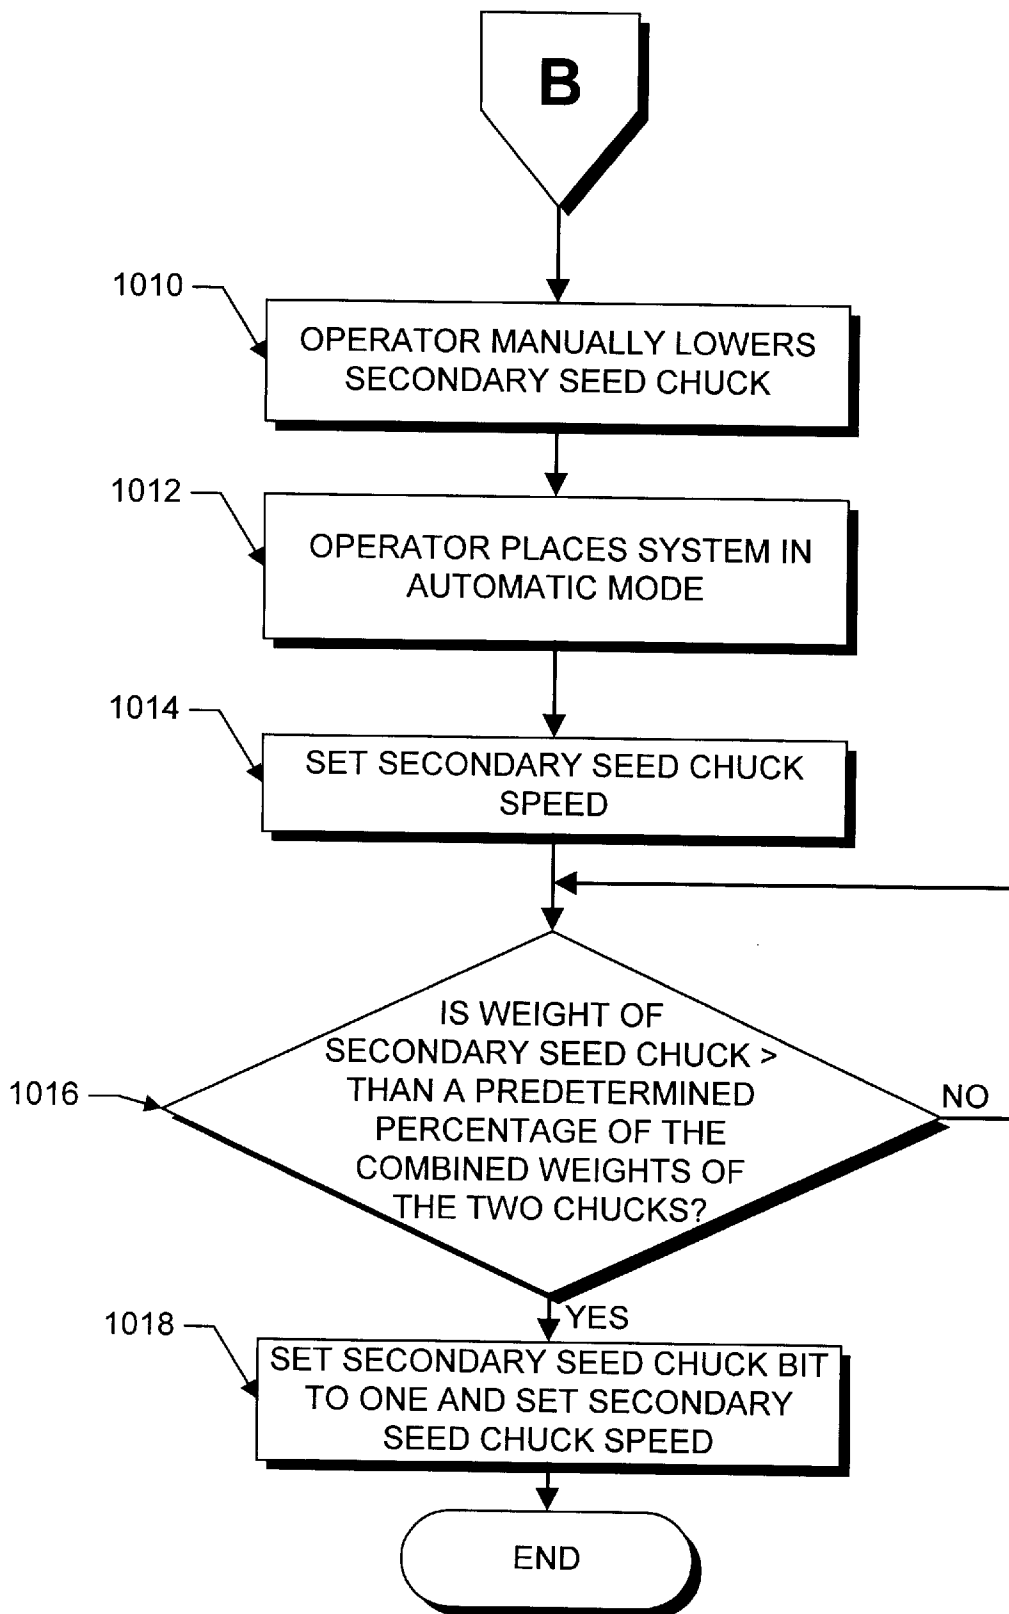 B
1010
OPERATOR MANUALLY LOWERS
SECONDARY SEED CHUCK
1012
OPERATOR PLACES SYSTEM IN
AUTOMATIC MODE
1014
SET SECONDARY SEED CHUCK
SPEED
IS WEIGHT OF
SECONDARY SEED CHUCK >
THAN A PREDETERMINED
PERCENTAGE OF THE
COMBINED WEIGHTS OF
THE TWO CHUCKS?
1016
NO
YES
1018
SET SECONDARY SEED CHUCK BIT
TO ONE AND SET SECONDARY
SEED CHUCK SPEED
END